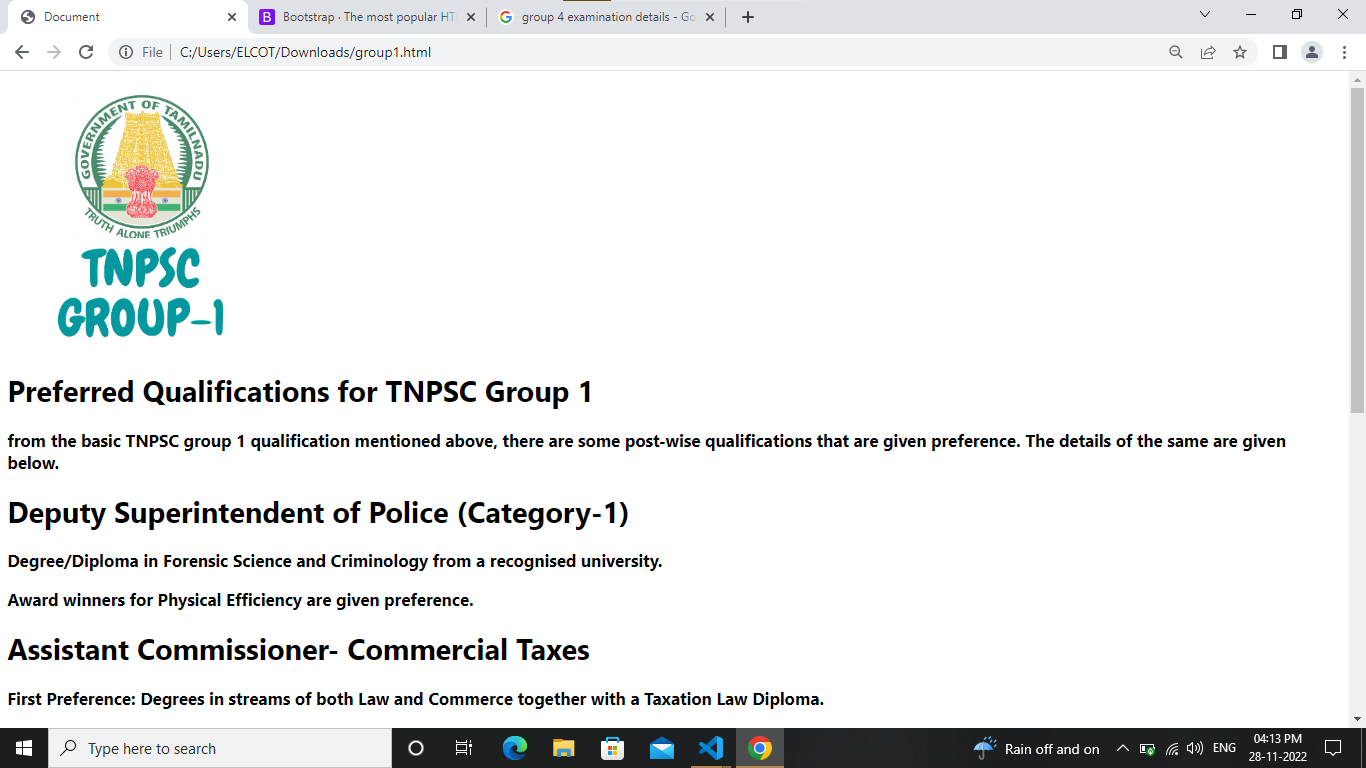 Document
Bootstrap · The most popular HT
group 4 examination details - Go
File
C:/Users/ELCOT/Downloads/group1.html
GOVERNMENT OF TAMILNADU
TRUTH ALONE TRIUMPHS
TNPSC
GROUP-1
Preferred Qualifications for TNPSC Group 1
from the basic TNPSC group 1 qualification mentioned above, there are some post-wise qualifications that are given preference. The details of the same are given
below.
Deputy Superintendent of Police (Category-1)
Degree/Diploma in Forensic Science and Criminology from a recognised university.
Award winners for Physical Efficiency are given preference.
Assistant Commissioner- Commercial Taxes
First Preference: Degrees in streams of both Law and Commerce together with a Taxation Law Diploma.
Type here to search
Rain off and on
ENG
04:13 PM
28-11-2022